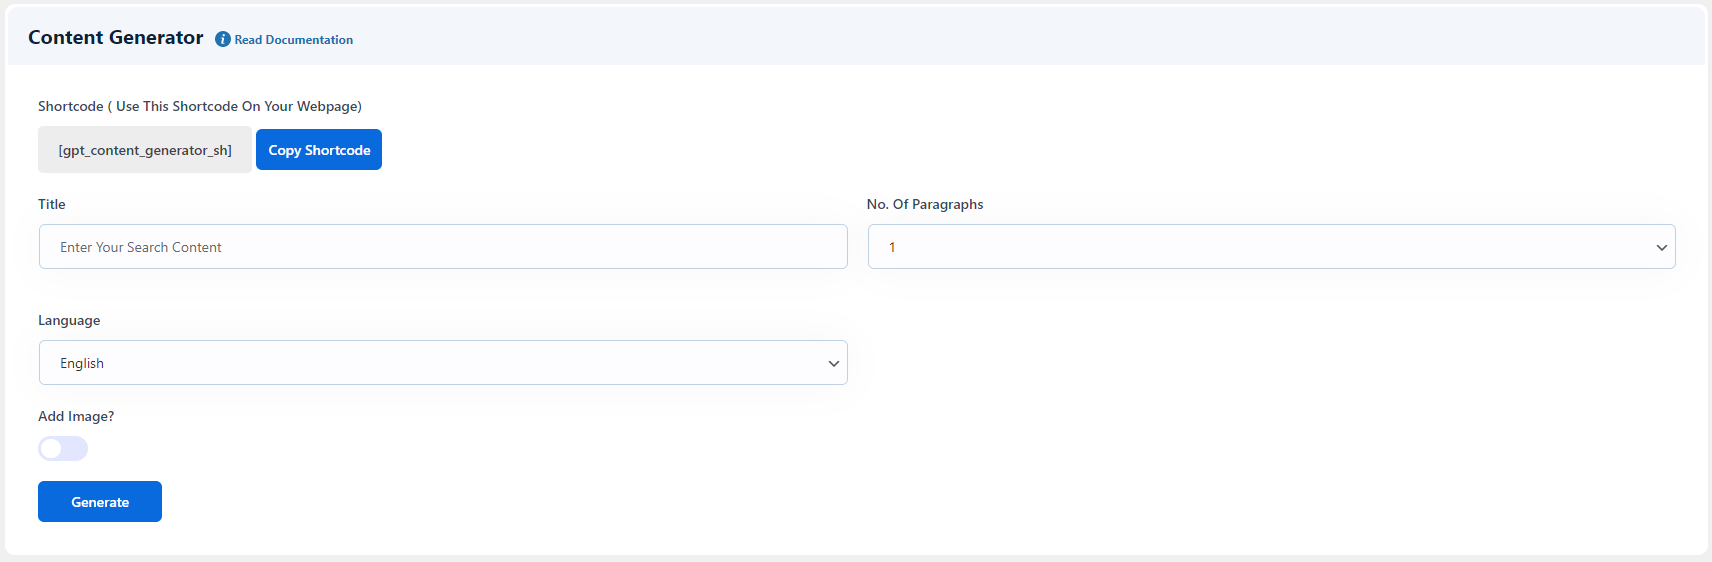 Content Generator
Read Documentation
Shortcode ( Use This Shortcode On Your Webpage)
[gpt_content_generator_sh]
Copy Shortcode
Title
No. Of Paragraphs
Enter Your Search Content
1
Language
English
Add Image?
Generate